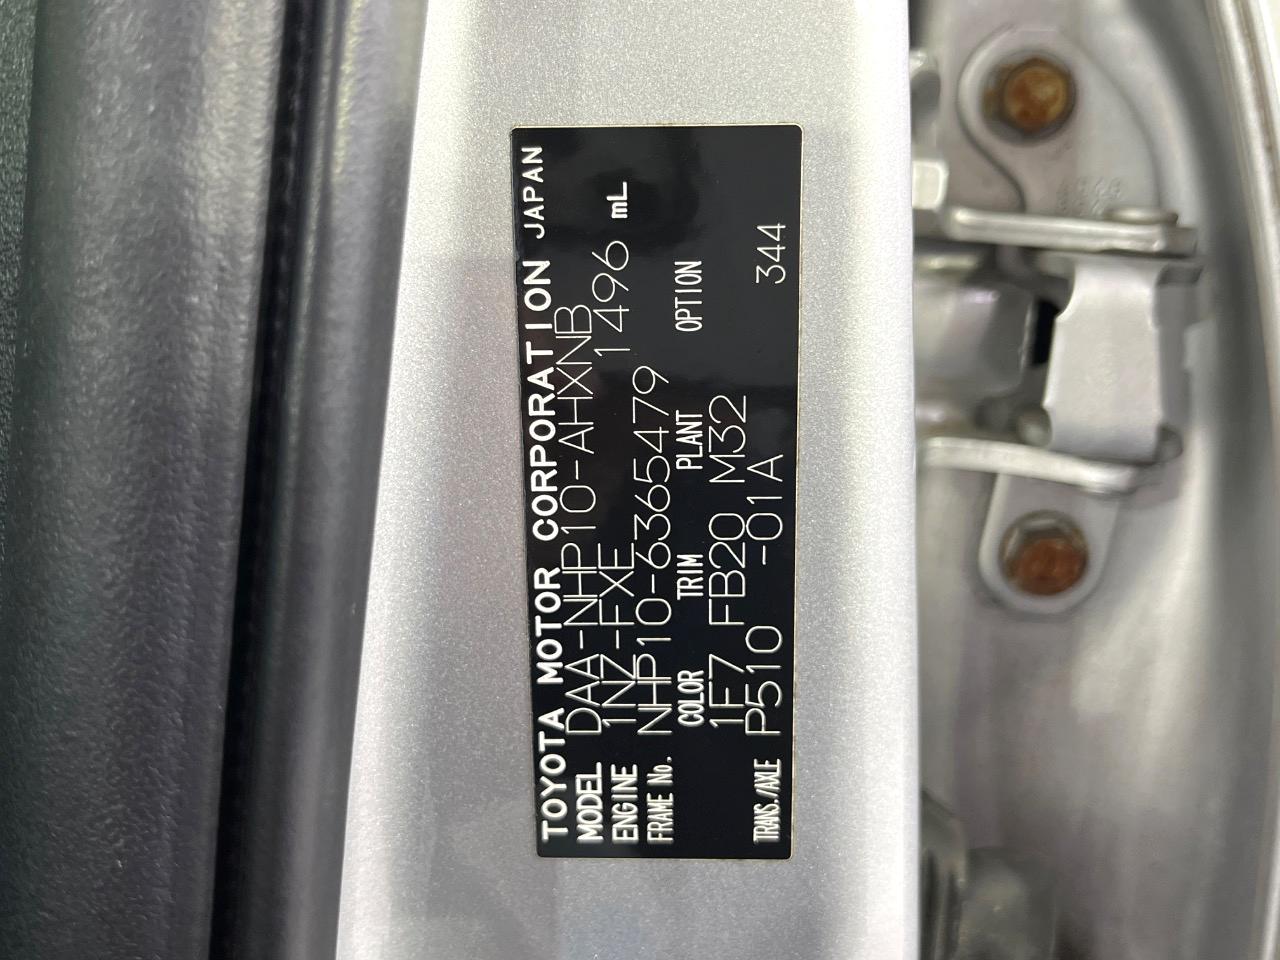 TOYOTA MOTOR CORPORATION JAPAN
MODEL DAA-NHP10-AHXNB
ENGINE 1NZ-FXE 1496 mL
FRAME No. NHP10-6365479
COLOR TRIM PLANT OPTION
1F7 FB20 M32
TRANS./AXLE P510 -01A 344